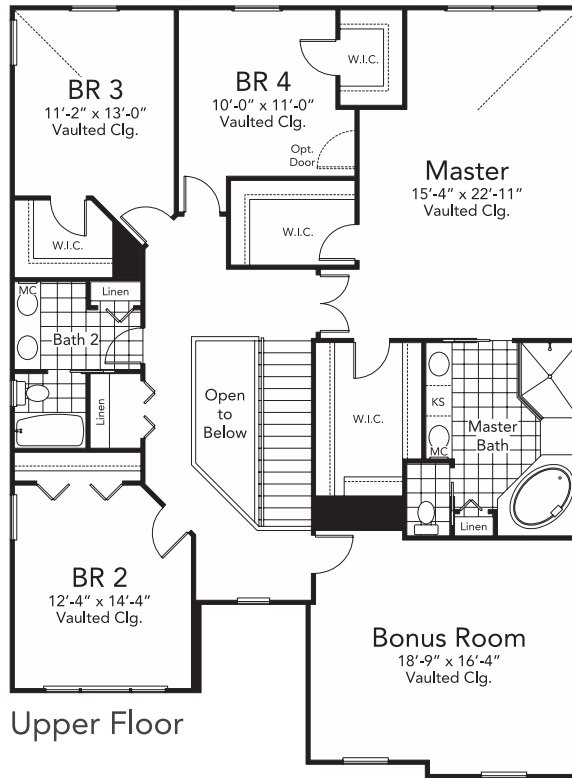 BR 3
11'-2" x 13'-0"
Vaulted Clg.
BR 4
10'-0" x 11'-0"
Vaulted Clg.
W.I.C.
Opt.
Door
Master
15'-4" x 22'-11"
Vaulted Clg.
W.I.C.
W.I.C.
MC
Linen
Bath 2
Linen
Open
to
Below
W.I.C.
KS
MC
Master
Bath
Linen
BR 2
12'-4" x 14'-4"
Vaulted Clg.
Bonus Room
18'-9" x 16'-4"
Vaulted Clg.
Upper Floor